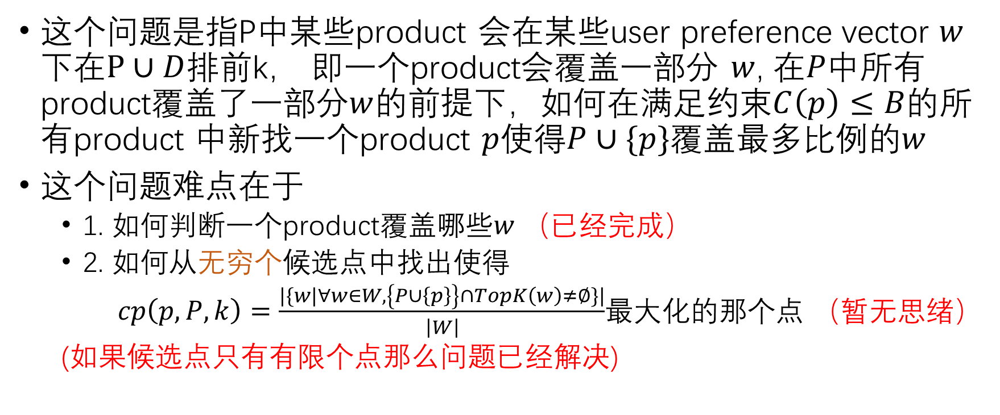 • 这个问题是指P中某些product 会在某些user preference vector w
下在P ∪ D排前k， 即一个product会覆盖一部分 w, 在P中所有
product覆盖了一部分w的前提下，如何在满足约束C(p) ≤ B的所
有product 中新找一个product p使得P ∪ {p}覆盖最多比例的w
• 这个问题难点在于
• 1. 如何判断一个product覆盖哪些w （已经完成）
• 2. 如何从无穷个候选点中找出使得
cp(p, P, k) = |{w|∀w∈W,{P∪{p}}∩TopK(w)≠∅}| / |W| 最大化的那个点 （暂无思绪）
(如果候选点只有有限个点那么问题已经解决)